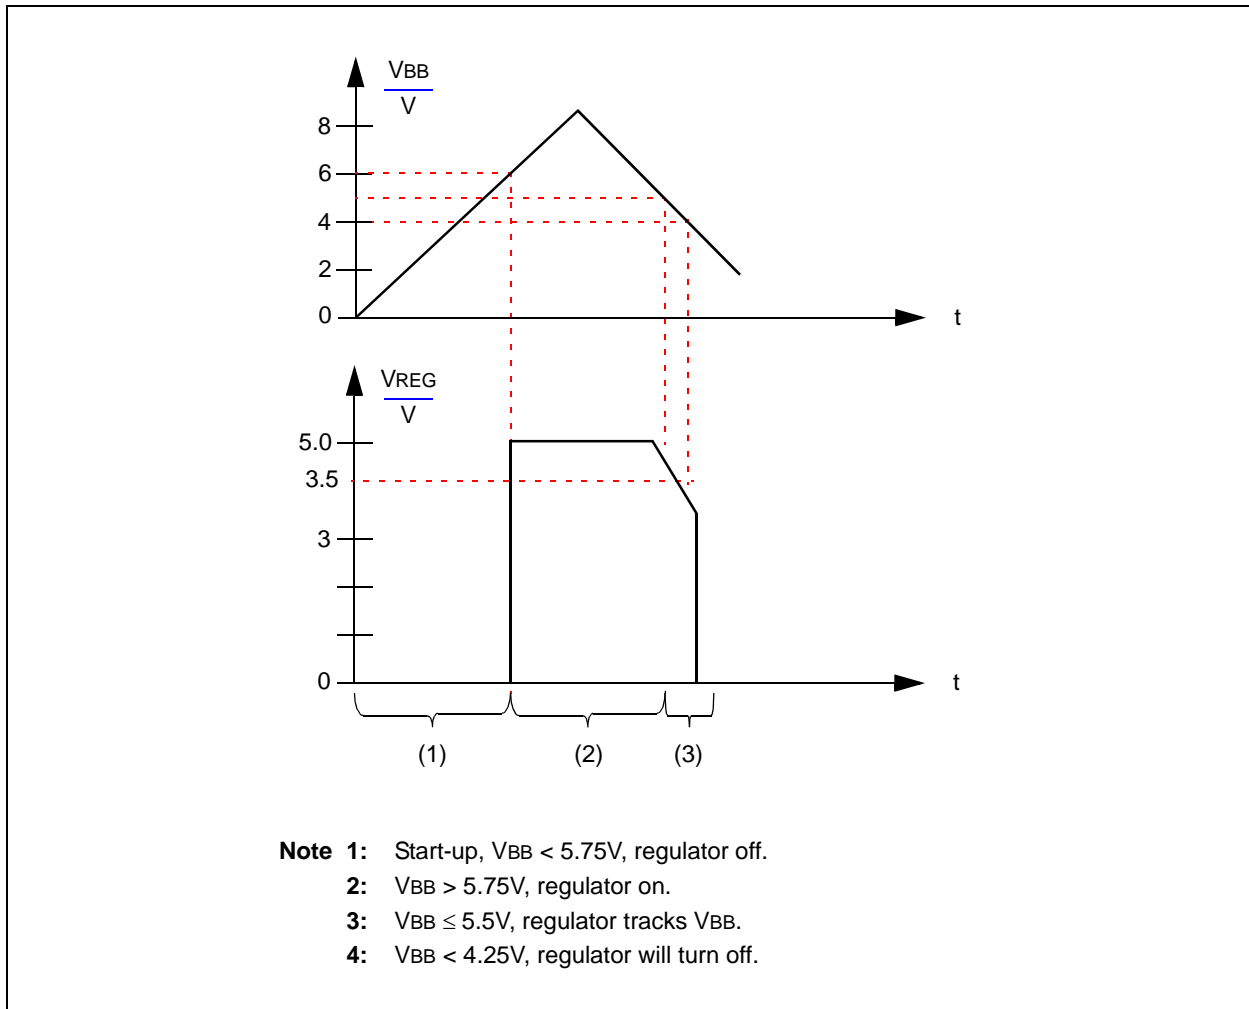 VBB
V
8
6
4
2
0
t
VREG
V
5.0
3.5
3
0
t
(1)
(2)
(3)
Note 1: Start-up, VBB < 5.75V, regulator off.
2: VBB > 5.75V, regulator on.
3: VBB ≤ 5.5V, regulator tracks VBB.
4: VBB < 4.25V, regulator will turn off.